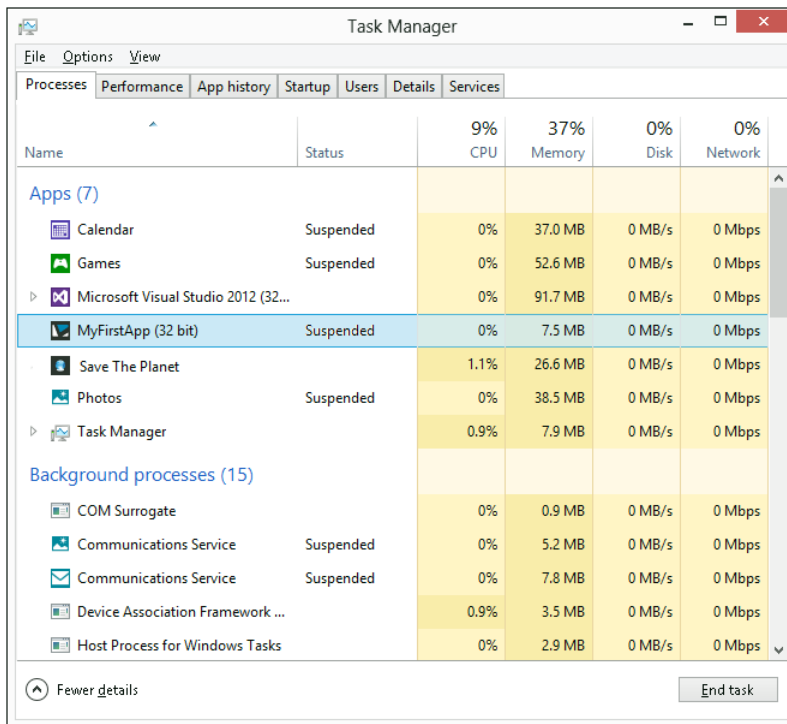 Task Manager
File Options View
Processes Performance App history Startup Users Details Services
9% 37% 0% 0%
Name Status CPU Memory Disk Network
Apps (7)
Calendar Suspended 0% 37.0 MB 0 MB/s 0 Mbps
Games Suspended 0% 52.6 MB 0 MB/s 0 Mbps
Microsoft Visual Studio 2012 (32... 0% 91.7 MB 0 MB/s 0 Mbps
MyFirstApp (32 bit) Suspended 0% 7.5 MB 0 MB/s 0 Mbps
Save The Planet 1.1% 26.6 MB 0 MB/s 0 Mbps
Photos Suspended 0% 38.5 MB 0 MB/s 0 Mbps
Task Manager 0.9% 7.9 MB 0 MB/s 0 Mbps
Background processes (15)
COM Surrogate 0% 0.9 MB 0 MB/s 0 Mbps
Communications Service Suspended 0% 5.2 MB 0 MB/s 0 Mbps
Communications Service Suspended 0% 7.8 MB 0 MB/s 0 Mbps
Device Association Framework ... 0.9% 3.5 MB 0 MB/s 0 Mbps
Host Process for Windows Tasks 0% 2.9 MB 0 MB/s 0 Mbps
Fewer details End task